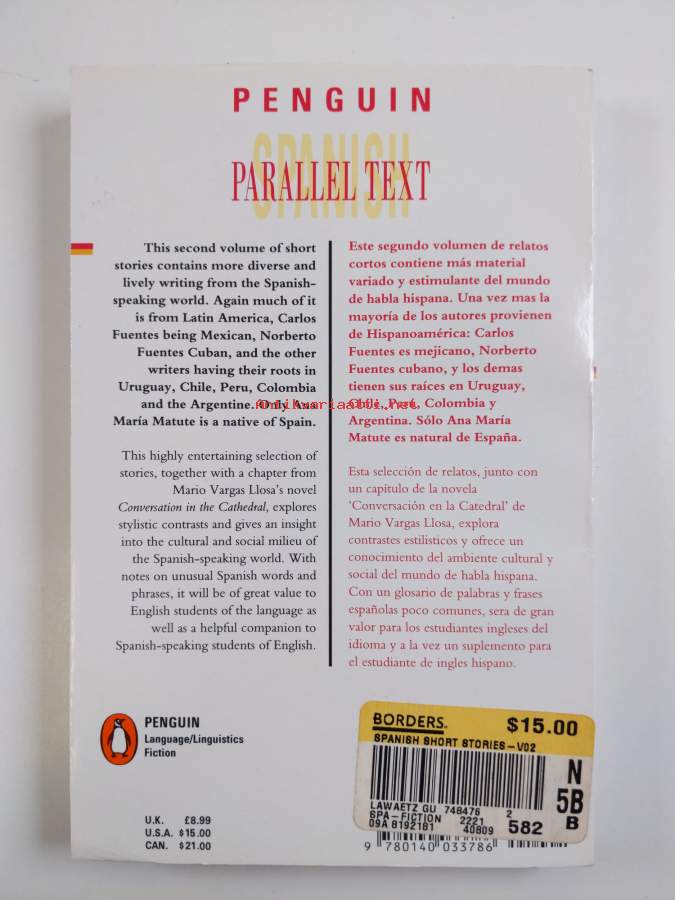 PENGUIN
SPANISH
PARALLEL TEXT
This second volume of short
stories contains more diverse and
lively writing from the Spanish-
speaking world. Again much of it
is from Latin America, Carlos
Fuentes being Mexican, Norberto
Fuentes Cuban, and the other
writers having their roots in
Uruguay, Chile, Peru, Colombia
and the Argentine. Only Ana
María Matute is a native of Spain.
This highly entertaining selection of
stories, together with a chapter from
Mario Vargas Llosa's novel
Conversation in the Cathedral, explores
stylistic contrasts and gives an insight
into the cultural and social milieu of
the Spanish-speaking world. With
notes on unusual Spanish words and
phrases, it will be of great value to
English students of the language as
well as a helpful companion to
Spanish-speaking students of English.
Este segundo volumen de relatos
cortos contiene más material
variado y estimulante del mundo
de habla hispana. Una vez mas la
mayoría de los autores provienen
de Hispanoamérica: Carlos
Fuentes es mejicano, Norberto
Fuentes cubano, y los demas
tienen sus raíces en Uruguay,
Chile, Perú, Colombia y
Argentina. Sólo Ana María
Matute es natural de España.
Esta selección de relatos, junto con
un capítulo de la novela
'Conversación en la Catedral' de
Mario Vargas Llosa, explora
contrastes estilisticos y ofrece un
conocimiento del ambiente cultural y
social del mundo de habla hispana.
Con un glosario de palabras y frases
españolas poco comunes, sera de gran
valor para los estudiantes ingleses del
idioma y a la vez un suplemento para
el estudiante de ingles hispano.
PENGUIN
Language/Linguistics
Fiction
U.K. £8.99
U.S.A. $15.00
CAN. $21.00
BORDERS. $15.00
SPANISH SHORT STORIES-V02
N
5B
B
LAWAETZ GU 748476 2
SPA-FICTION 2221
09A 8192181 40809 582
9 780140 033786